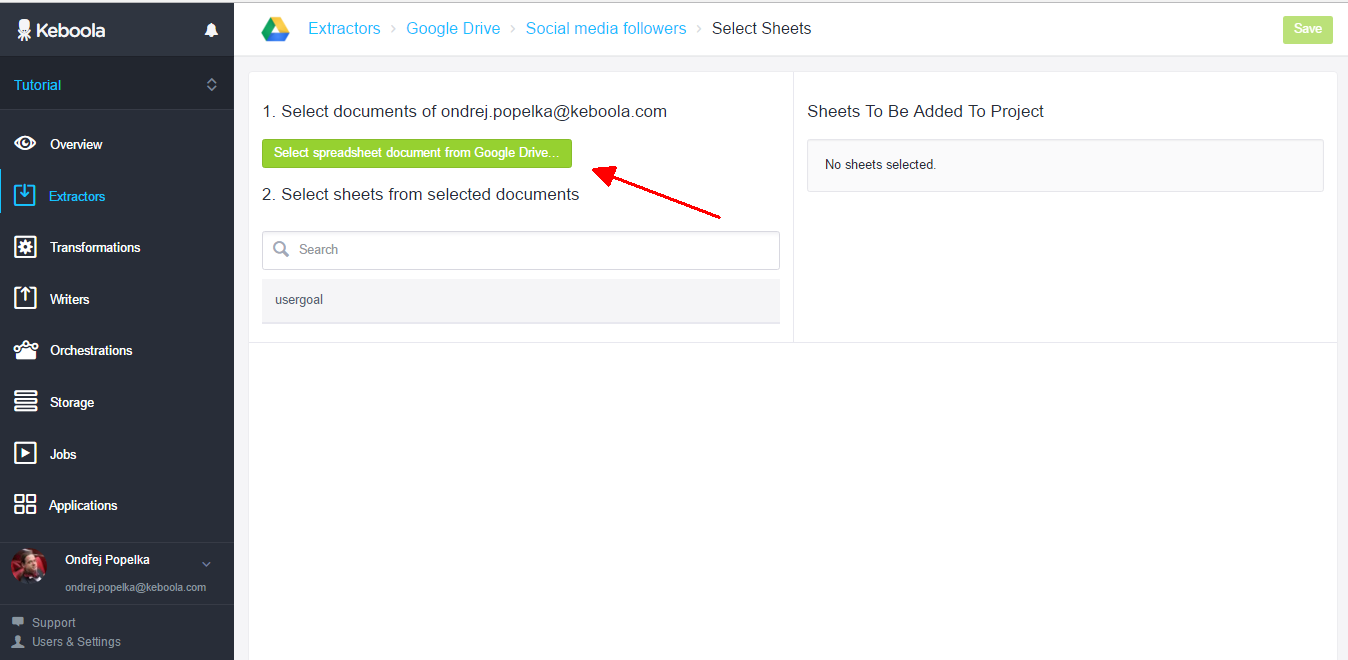 Keboola
Tutorial
Overview
Extractors
Transformations
Writers
Orchestrations
Storage
Jobs
Applications
Ondřej Popelka
ondrej.popelka@keboola.com
Support
Users & Settings
Extractors › Google Drive › Social media followers › Select Sheets
Save
1. Select documents of ondrej.popelka@keboola.com
Select spreadsheet document from Google Drive...
2. Select sheets from selected documents
Search
usergoal
Sheets To Be Added To Project
No sheets selected.